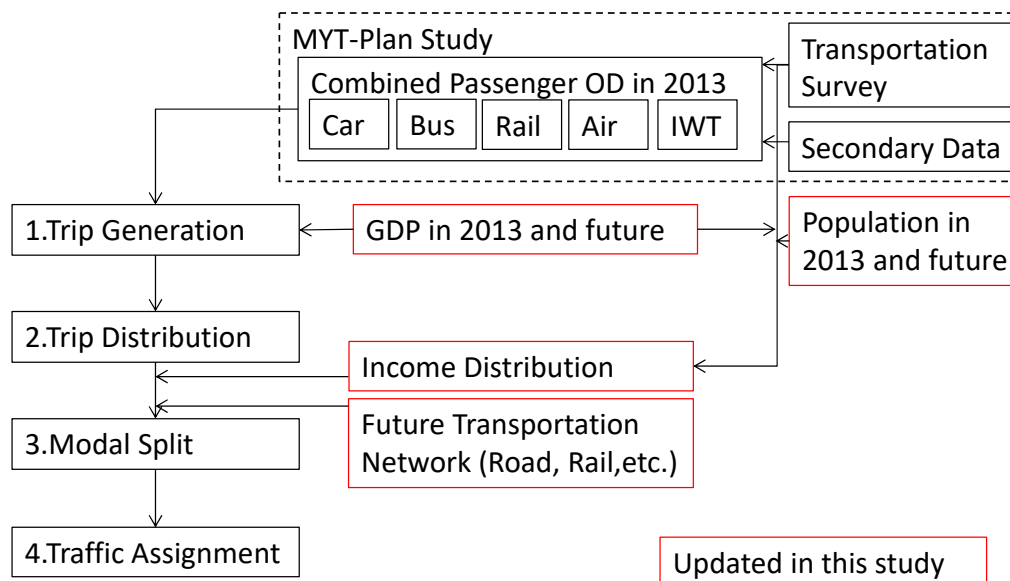 MYT-Plan Study
Combined Passenger OD in 2013
Car
Bus
Rail
Air
IWT
Transportation
Survey
Secondary Data
1.Trip Generation
GDP in 2013 and future
Population in
2013 and future
2.Trip Distribution
Income Distribution
3.Modal Split
Future Transportation
Network (Road, Rail,etc.)
4.Traffic Assignment
Updated in this study